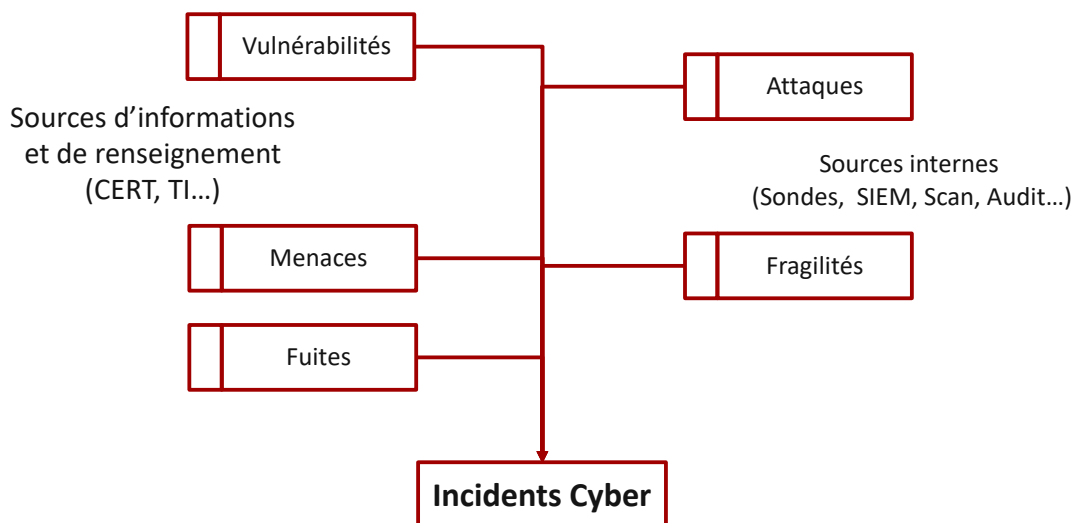 Vulnérabilités
Attaques
Sources d’informations
et de renseignement
(CERT, TI…)
Sources internes
(Sondes, SIEM, Scan, Audit…)
Menaces
Fragilités
Fuites
Incidents Cyber